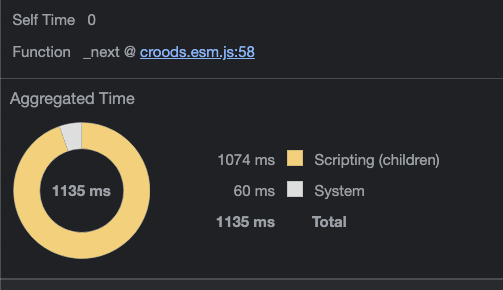 Self Time 0
Function _next @ croods.esm.js:58
Aggregated Time
1135 ms
1074 ms Scripting (children)
60 ms System
1135 ms Total